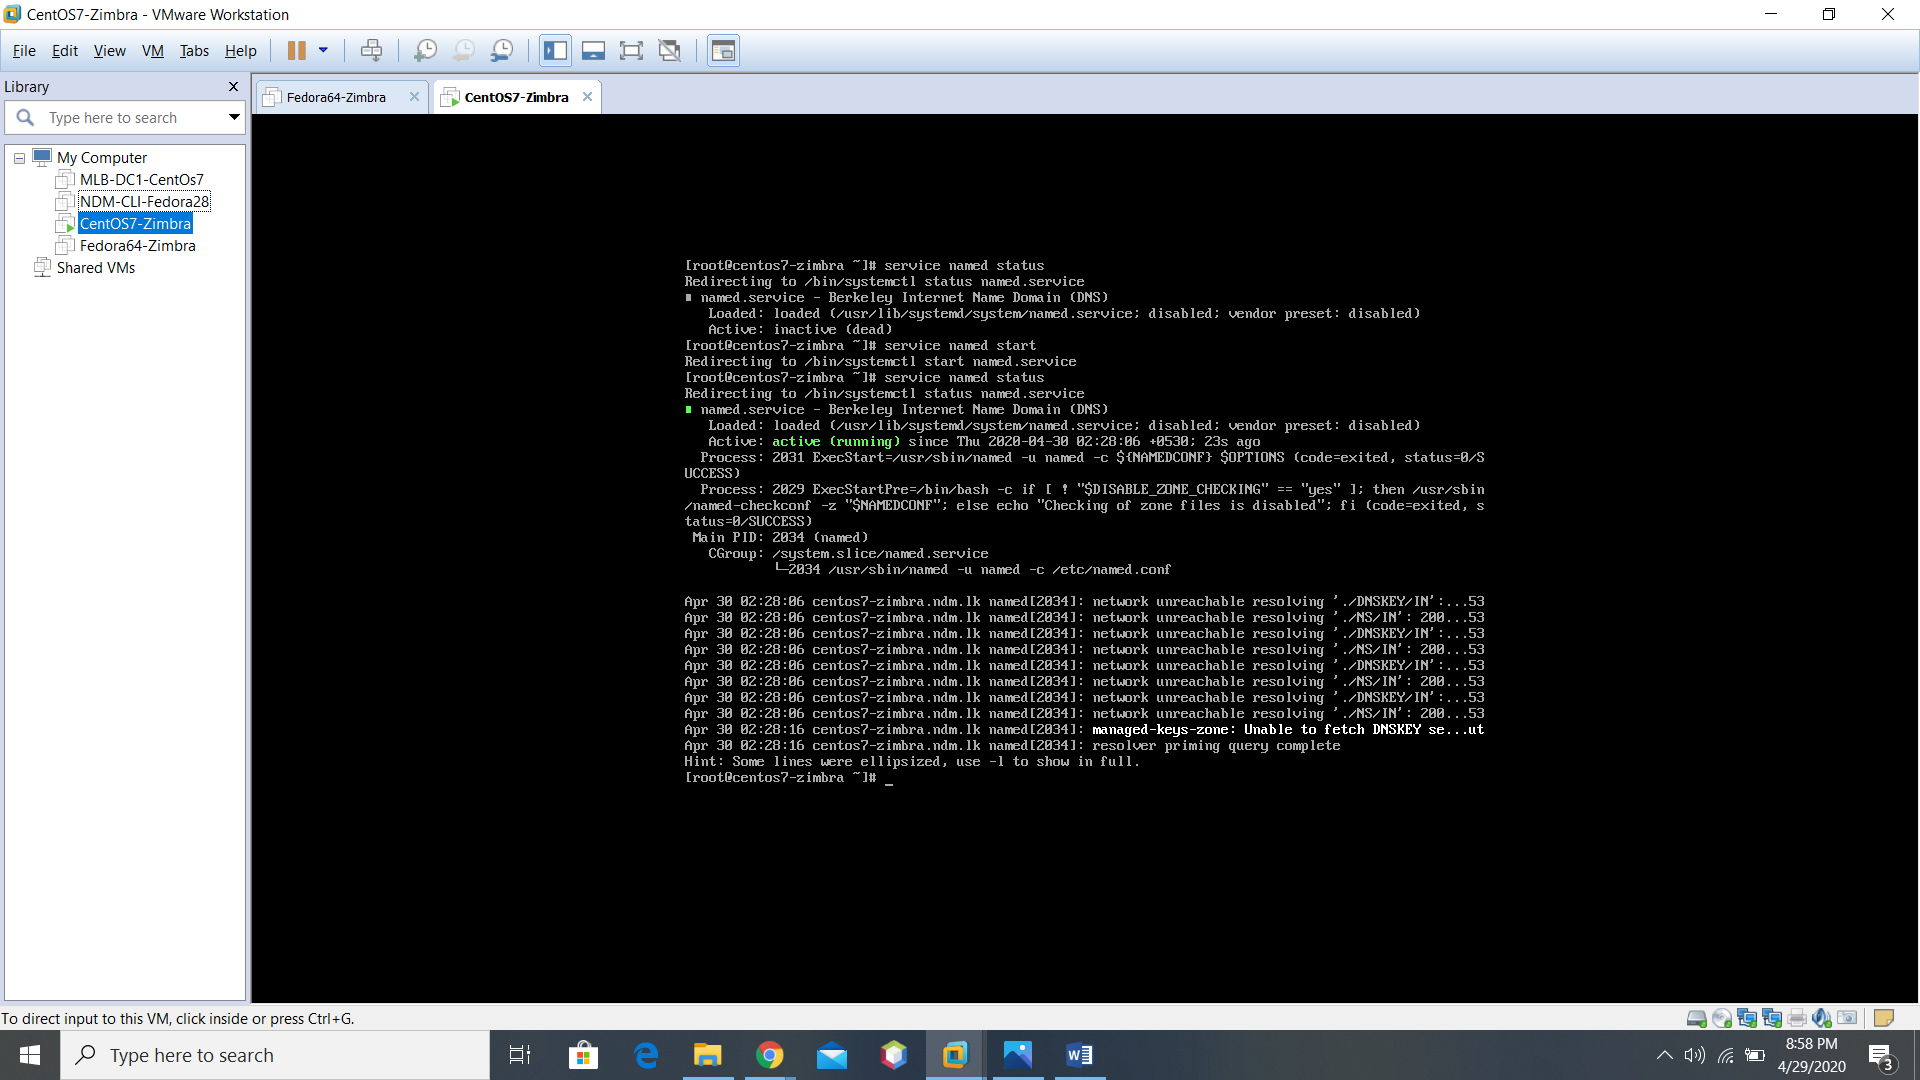 CentOS7-Zimbra - VMware Workstation
File Edit View VM Tabs Help
Library
Type here to search
My Computer
MLB-DC1-CentOs7
NDM-CLI-Fedora28
CentOS7-Zimbra
Fedora64-Zimbra
Shared VMs
Fedora64-Zimbra
CentOS7-Zimbra
[root@centos7-zimbra ~]# service named status
Redirecting to /bin/systemctl status named.service
named.service - Berkeley Internet Name Domain (DNS)
Loaded: loaded (/usr/lib/systemd/system/named.service; disabled; vendor preset: disabled)
Active: inactive (dead)
[root@centos7-zimbra ~]# service named start
Redirecting to /bin/systemctl start named.service
[root@centos7-zimbra ~]# service named status
Redirecting to /bin/systemctl status named.service
named.service - Berkeley Internet Name Domain (DNS)
Loaded: loaded (/usr/lib/systemd/system/named.service; disabled; vendor preset: disabled)
Active: active (running) since Thu 2020-04-30 02:28:06 +0530; 23s ago
Process: 2031 ExecStart=/usr/sbin/named -u named -c ${NAMEDCONF} $OPTIONS (code=exited, status=0/S
UCCESS)
Process: 2029 ExecStartPre=/bin/bash -c if [ ! "$DISABLE_ZONE_CHECKING" == "yes" ]; then /usr/sbin
/named-checkconf -z "$NAMEDCONF"; else echo "Checking of zone files is disabled"; fi (code=exited, s
tatus=0/SUCCESS)
Main PID: 2034 (named)
CGroup: /system.slice/named.service
└─2034 /usr/sbin/named -u named -c /etc/named.conf
Apr 30 02:28:06 centos7-zimbra.ndm.lk named[2034]: network unreachable resolving './DNSKEY/IN':...53
Apr 30 02:28:06 centos7-zimbra.ndm.lk named[2034]: network unreachable resolving './NS/IN': 200...53
Apr 30 02:28:06 centos7-zimbra.ndm.lk named[2034]: network unreachable resolving './DNSKEY/IN':...53
Apr 30 02:28:06 centos7-zimbra.ndm.lk named[2034]: network unreachable resolving './NS/IN': 200...53
Apr 30 02:28:06 centos7-zimbra.ndm.lk named[2034]: network unreachable resolving './DNSKEY/IN':...53
Apr 30 02:28:06 centos7-zimbra.ndm.lk named[2034]: network unreachable resolving './NS/IN': 200...53
Apr 30 02:28:06 centos7-zimbra.ndm.lk named[2034]: network unreachable resolving './DNSKEY/IN':...53
Apr 30 02:28:06 centos7-zimbra.ndm.lk named[2034]: network unreachable resolving './NS/IN': 200...53
Apr 30 02:28:16 centos7-zimbra.ndm.lk named[2034]: managed-keys-zone: Unable to fetch DNSKEY se...ut
Apr 30 02:28:16 centos7-zimbra.ndm.lk named[2034]: resolver priming query complete
Hint: Some lines were ellipsized, use -l to show in full.
[root@centos7-zimbra ~]# _
To direct input to this VM, click inside or press Ctrl+G.
Type here to search
8:58 PM
4/29/2020
3